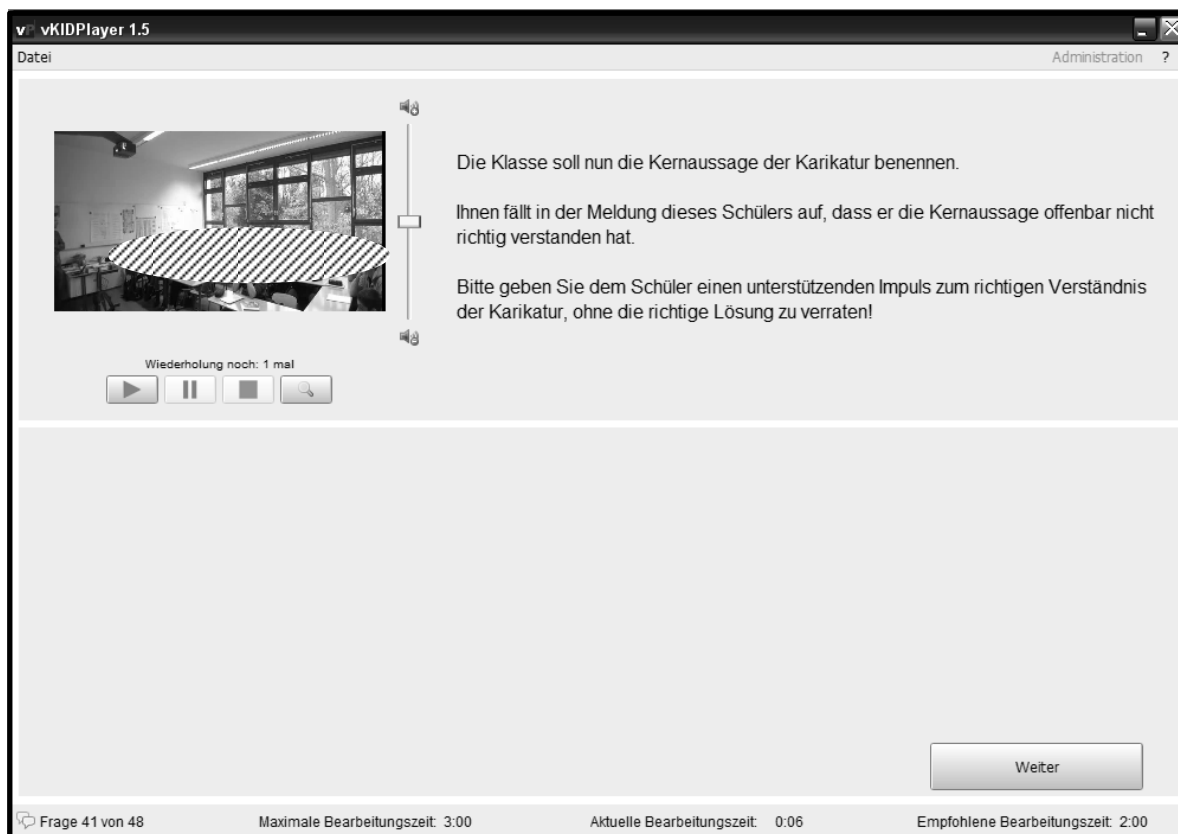 vP vKIDPlayer 1.5
Datei
Administration ?
Die Klasse soll nun die Kernaussage der Karikatur benennen.
Ihnen fällt in der Meldung dieses Schülers auf, dass er die Kernaussage offenbar nicht
richtig verstanden hat.
Bitte geben Sie dem Schüler einen unterstützenden Impuls zum richtigen Verständnis
der Karikatur, ohne die richtige Lösung zu verraten!
Wiederholung noch: 1 mal
Weiter
Frage 41 von 48 Maximale Bearbeitungszeit: 3:00 Aktuelle Bearbeitungszeit: 0:06 Empfohlene Bearbeitungszeit: 2:00